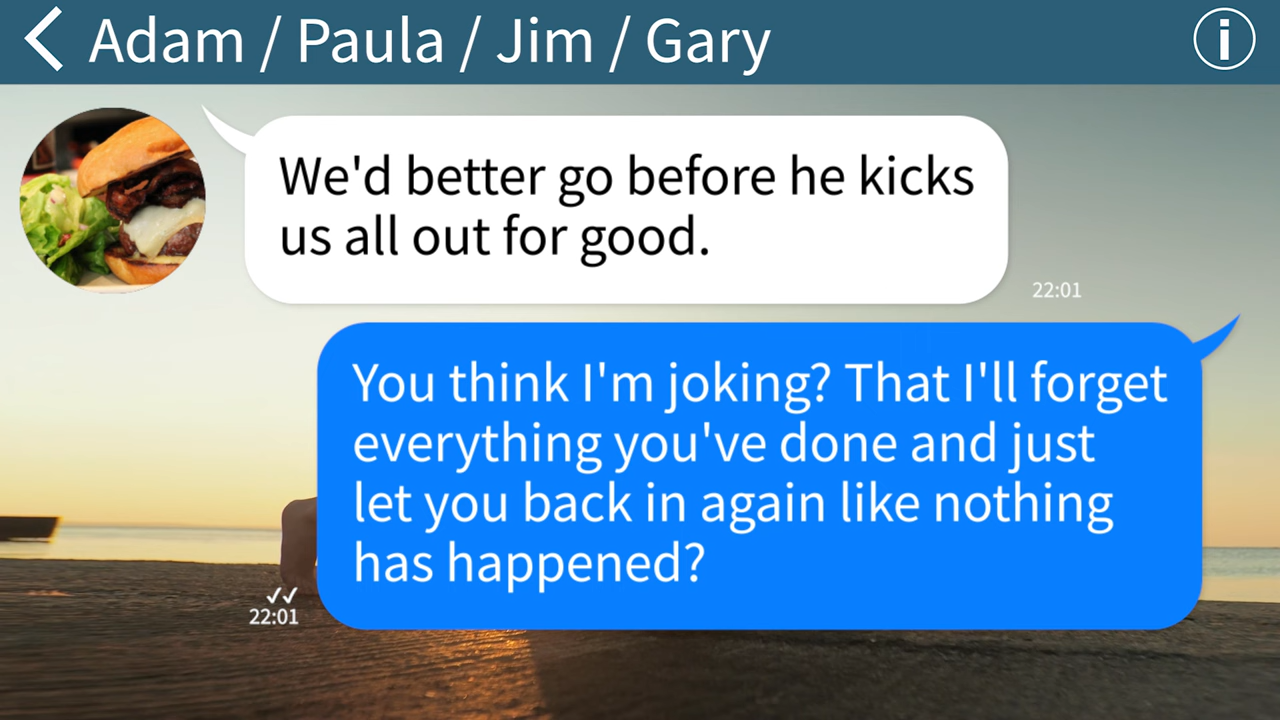 Adam / Paula / Jim / Gary
We'd better go before he kicks
us all out for good.
22:01
You think I'm joking? That I'll forget
everything you've done and just
let you back in again like nothing
has happened?
22:01